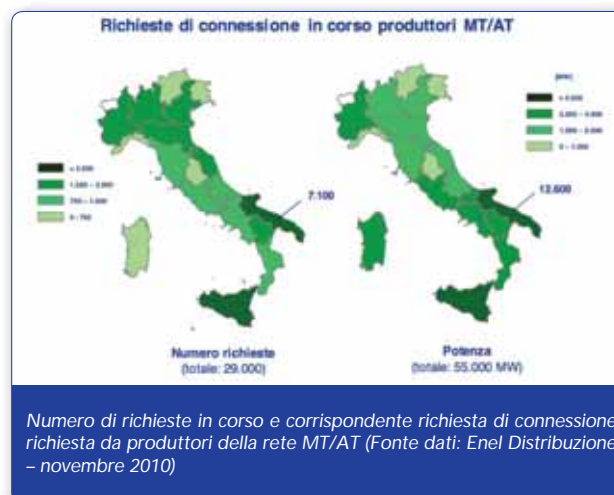 Richieste di connessione in corso produttori MT/AT
7.100
12.600
Numero richieste
(totale: 29.000)
Potenza
(totale: 55.000 MW)
Numero di richieste in corso e corrispondente richiesta di connessione
richiesta da produttori della rete MT/AT (Fonte dati: Enel Distribuzione
– novembre 2010)